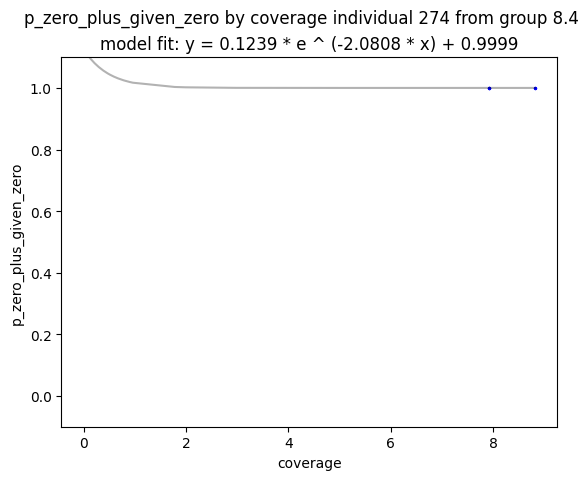 p_zero_plus_given_zero by coverage individual 274 from group 8.4
model fit: y = 0.1239 * e ^ (-2.0808 * x) + 0.9999
1.0
0.8
0.6
0.4
0.2
0.0
p_zero_plus_given_zero
0 2 4 6 8
coverage